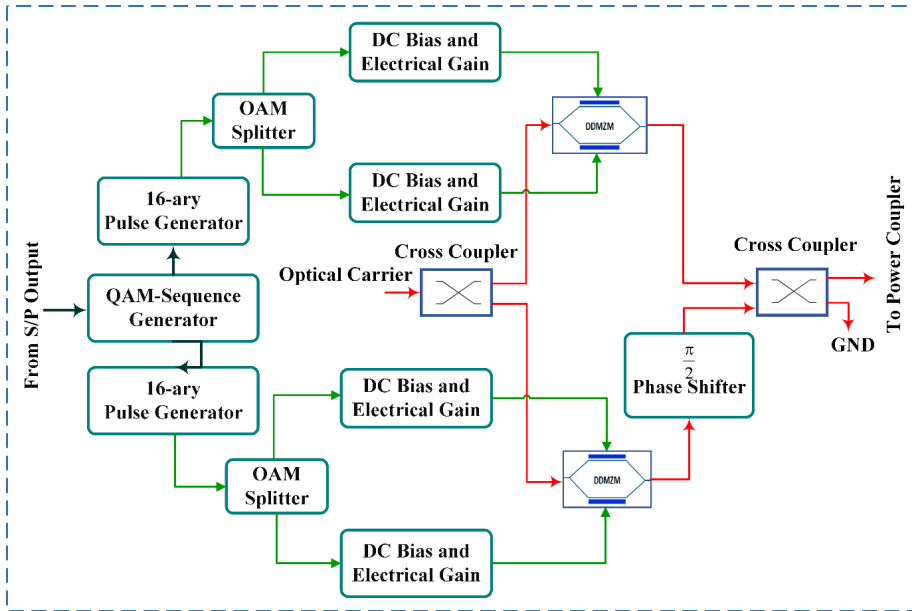 DC Bias and
Electrical Gain
OAM
Splitter
DDMZM
DC Bias and
Electrical Gain
16-ary
Pulse Generator
Cross Coupler
Cross Coupler
Optical Carrier
From S/P Output
QAM-Sequence
Generator
To Power Coupler
GND
π
2
Phase Shifter
16-ary
Pulse Generator
DC Bias and
Electrical Gain
OAM
Splitter
DDMZM
DC Bias and
Electrical Gain